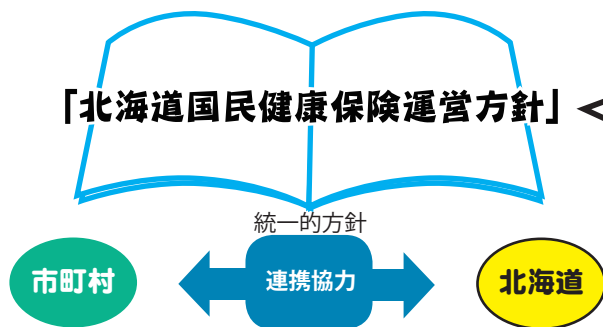 「北海道国民健康保険運営方針」
統一的方針
市町村
連携協力
北海道